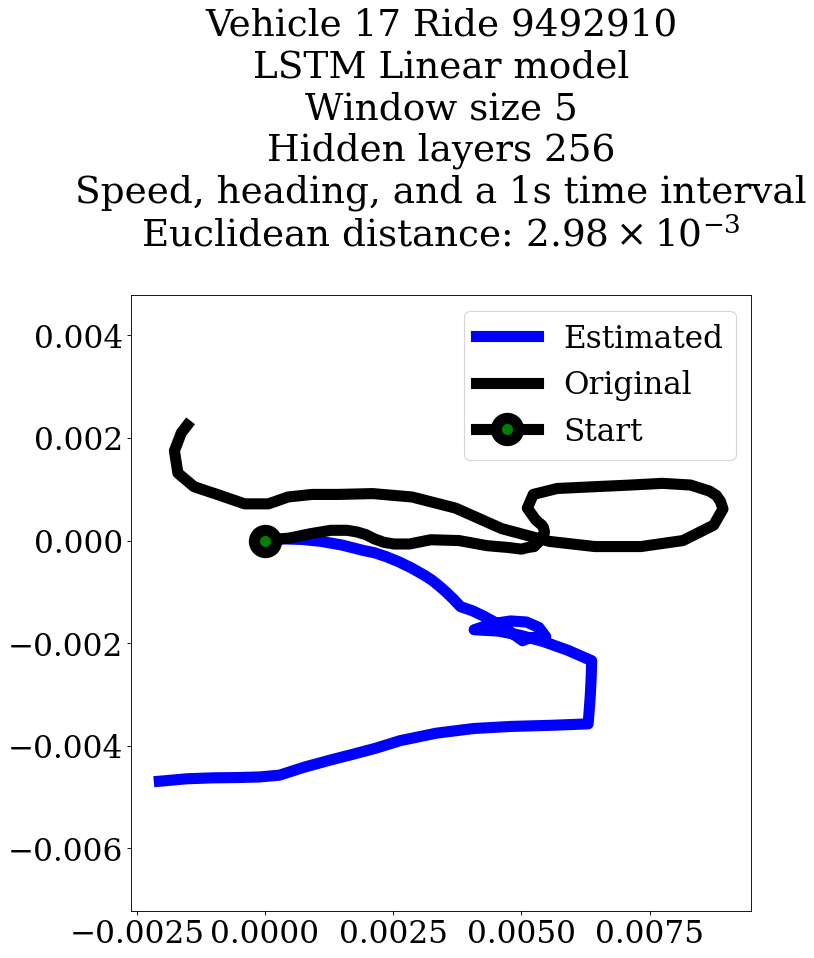 Vehicle 17 Ride 9492910
LSTM Linear model
Window size 5
Hidden layers 256
Speed, heading, and a 1s time interval
Euclidean distance: 2.98 × 10⁻³
Estimated
Original
Start
0.004
0.002
0.000
−0.002
−0.004
−0.006
−0.0025 0.0000 0.0025 0.0050 0.0075